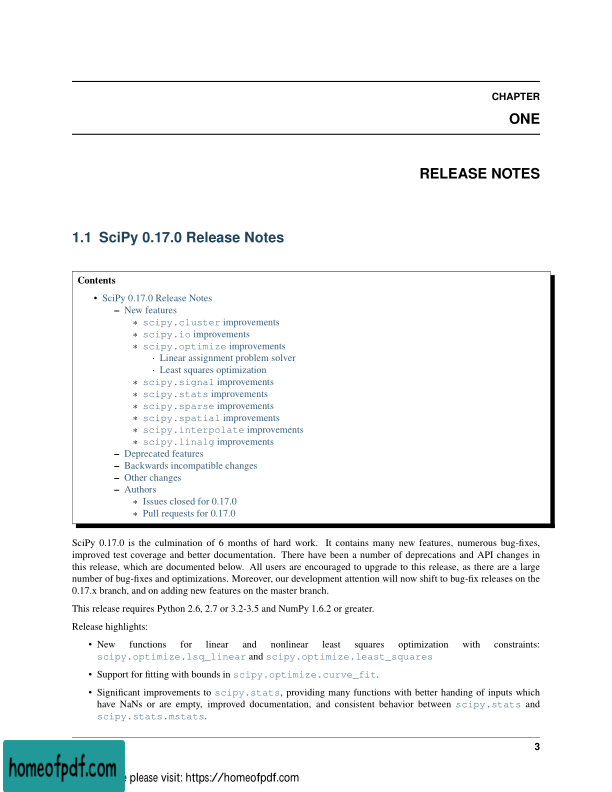 CHAPTER
ONE
RELEASE NOTES
1.1 SciPy 0.17.0 Release Notes
Contents
• SciPy 0.17.0 Release Notes
– New features
* scipy.cluster improvements
* scipy.io improvements
* scipy.optimize improvements
· Linear assignment problem solver
· Least squares optimization
* scipy.signal improvements
* scipy.stats improvements
* scipy.sparse improvements
* scipy.spatial improvements
* scipy.interpolate improvements
* scipy.linalg improvements
– Deprecated features
– Backwards incompatible changes
– Other changes
– Authors
* Issues closed for 0.17.0
* Pull requests for 0.17.0
SciPy 0.17.0 is the culmination of 6 months of hard work. It contains many new features, numerous bug-fixes,
improved test coverage and better documentation. There have been a number of deprecations and API changes in
this release, which are documented below. All users are encouraged to upgrade to this release, as there are a large
number of bug-fixes and optimizations. Moreover, our development attention will now shift to bug-fix releases on the
0.17.x branch, and on adding new features on the master branch.
This release requires Python 2.6, 2.7 or 3.2-3.5 and NumPy 1.6.2 or greater.
Release highlights:
• New functions for linear and nonlinear least squares optimization with constraints:
scipy.optimize.lsq_linear and scipy.optimize.least_squares
• Support for fitting with bounds in scipy.optimize.curve_fit.
• Significant improvements to scipy.stats, providing many functions with better handing of inputs which
have NaNs or are empty, improved documentation, and consistent behavior between scipy.stats and
scipy.stats.mstats.
3
homeofpdf.com
please visit: https://homeofpdf.com